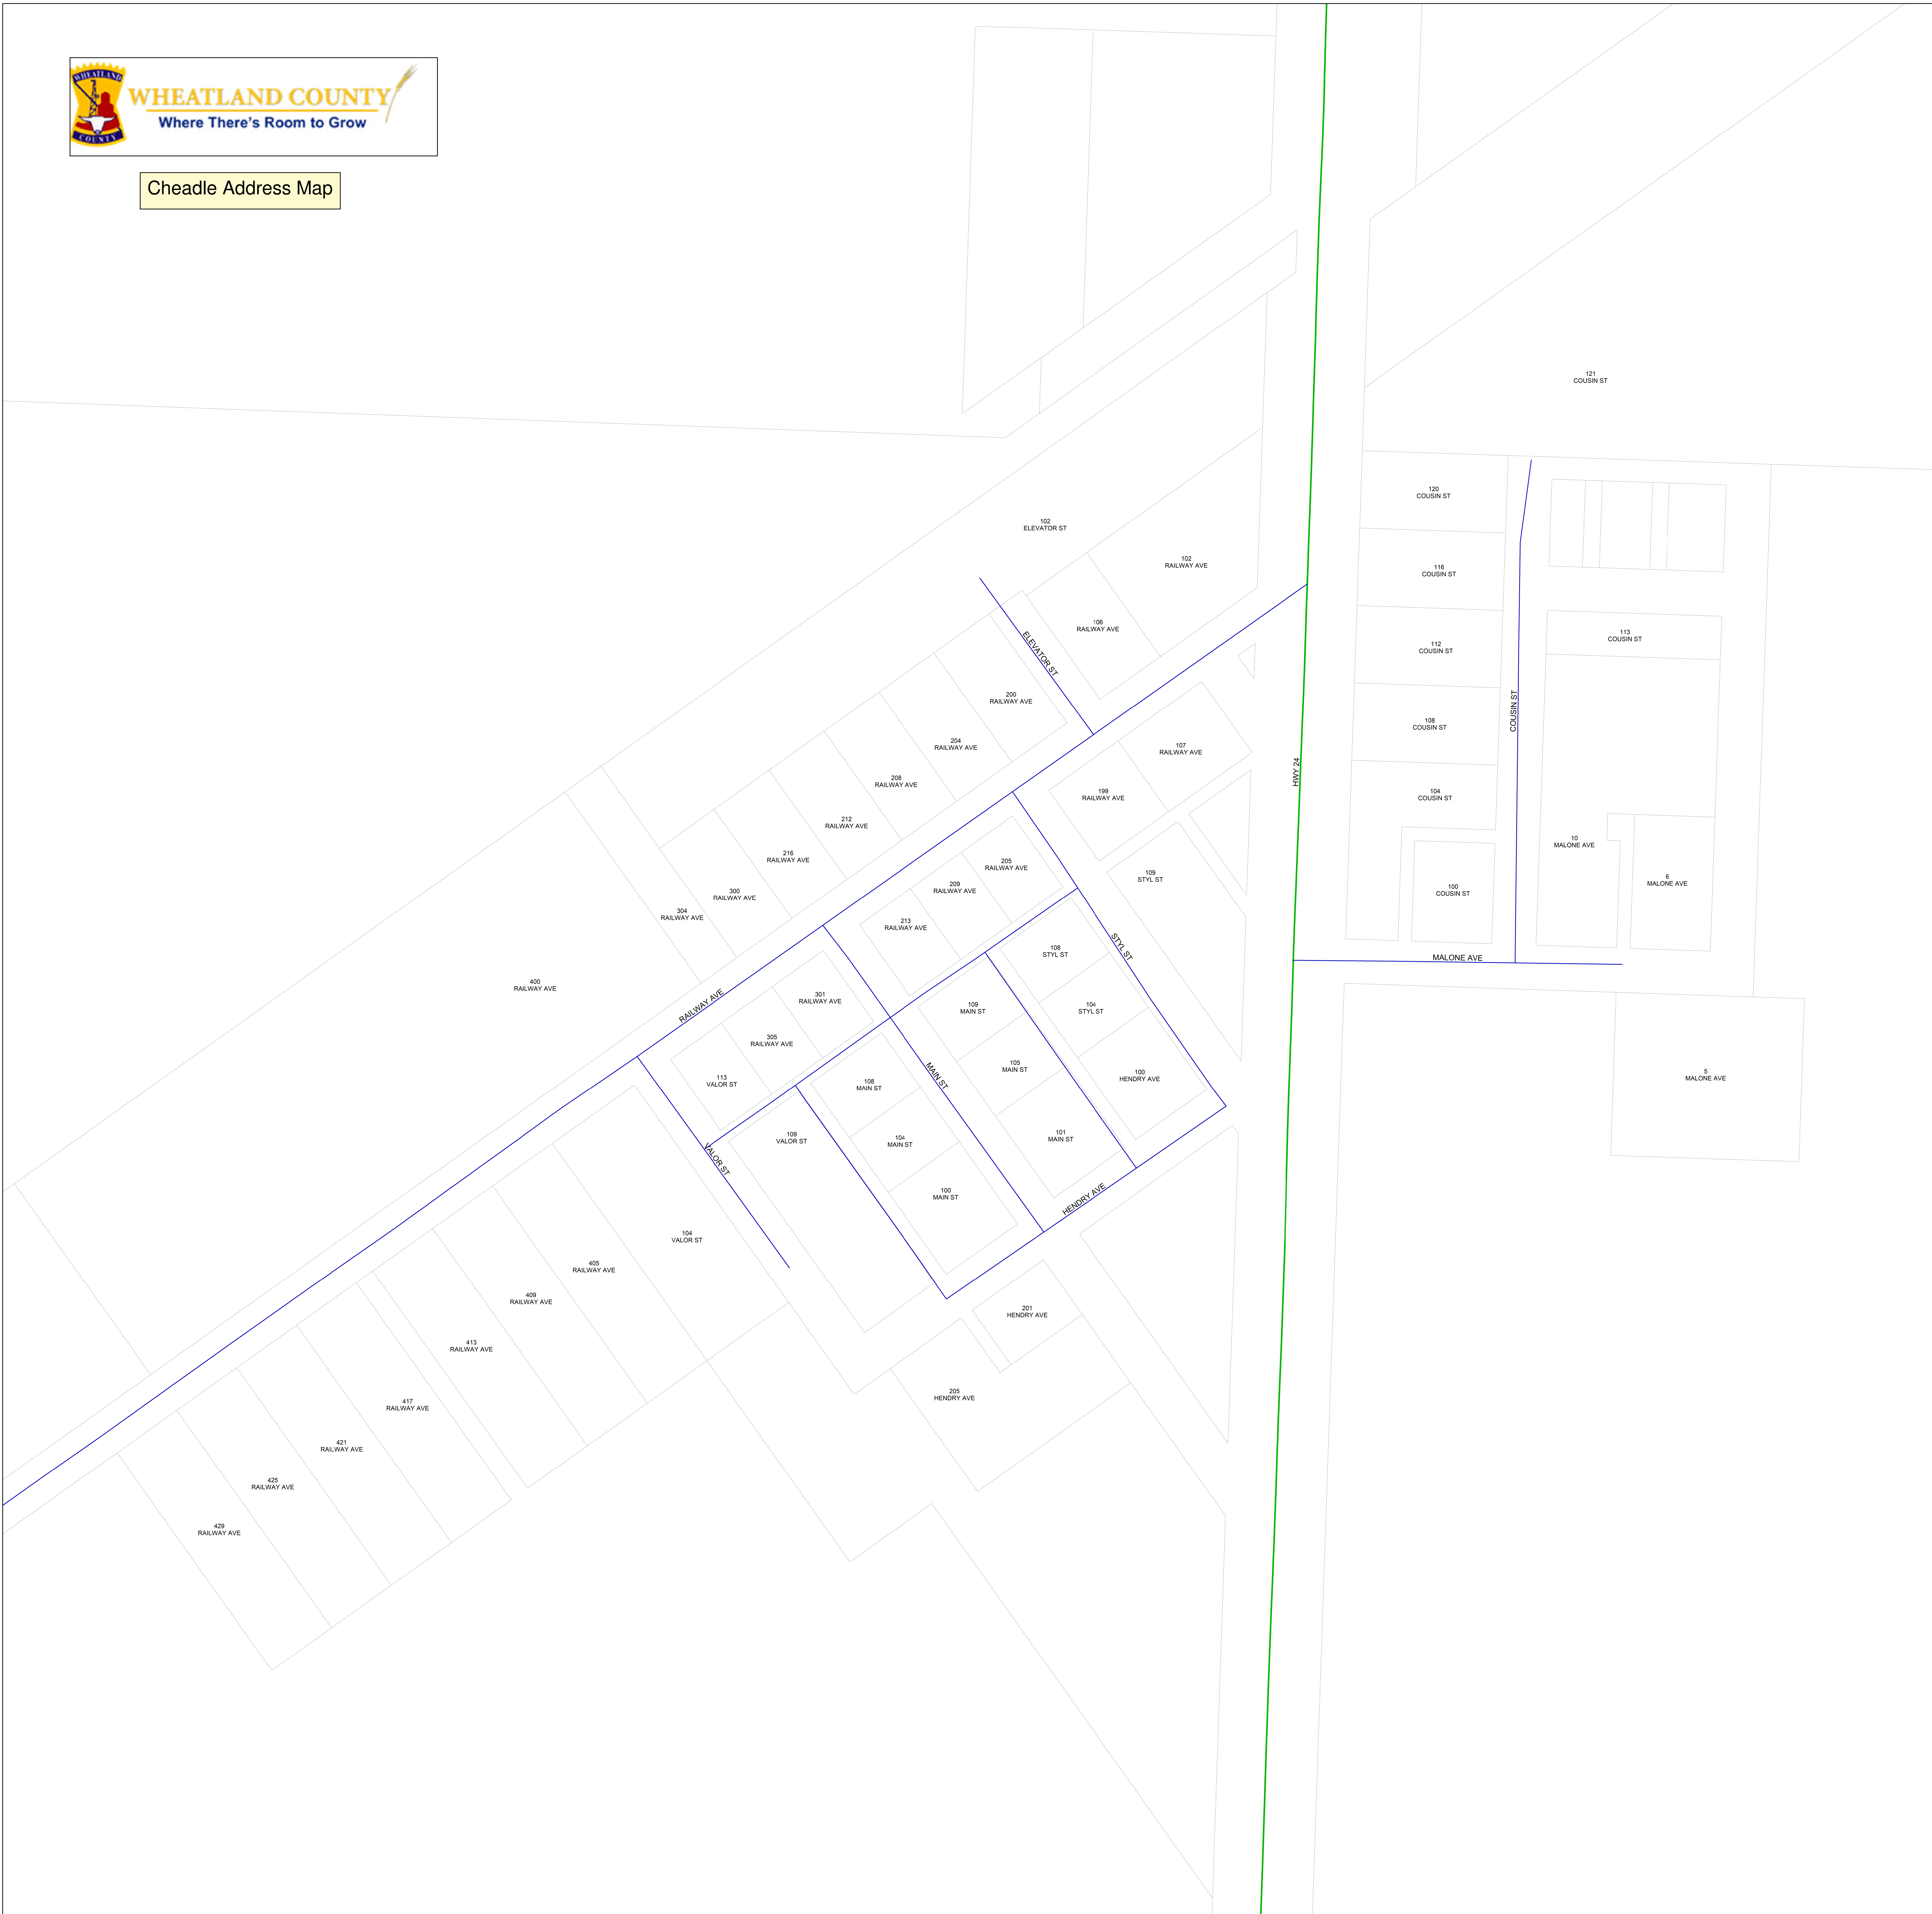 WHEATLAND
COUNTY
WHEATLAND COUNTY
Where There's Room to Grow
Cheadle Address Map
121
COUSIN ST
120
COUSIN ST
116
COUSIN ST
113
COUSIN ST
112
COUSIN ST
108
COUSIN ST
104
COUSIN ST
100
COUSIN ST
COUSIN ST
10
MALONE AVE
6
MALONE AVE
MALONE AVE
5
MALONE AVE
HWY 24
102
ELEVATOR ST
102
RAILWAY AVE
106
RAILWAY AVE
ELEVATOR ST
200
RAILWAY AVE
204
RAILWAY AVE
208
RAILWAY AVE
212
RAILWAY AVE
216
RAILWAY AVE
300
RAILWAY AVE
304
RAILWAY AVE
400
RAILWAY AVE
107
RAILWAY AVE
199
RAILWAY AVE
109
STYL ST
205
RAILWAY AVE
209
RAILWAY AVE
213
RAILWAY AVE
STYL ST
108
STYL ST
104
STYL ST
100
HENDRY AVE
109
MAIN ST
105
MAIN ST
101
MAIN ST
RAILWAY AVE
301
RAILWAY AVE
305
RAILWAY AVE
113
VALOR ST
MAIN ST
108
MAIN ST
104
MAIN ST
100
MAIN ST
109
VALOR ST
VALOR ST
HENDRY AVE
104
VALOR ST
405
RAILWAY AVE
409
RAILWAY AVE
413
RAILWAY AVE
417
RAILWAY AVE
421
RAILWAY AVE
425
RAILWAY AVE
429
RAILWAY AVE
201
HENDRY AVE
205
HENDRY AVE